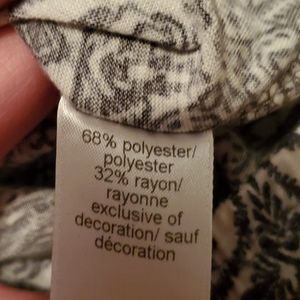 68% polyester/
polyester
32% rayon/
rayonne
exclusive of
decoration/ sauf
décoration